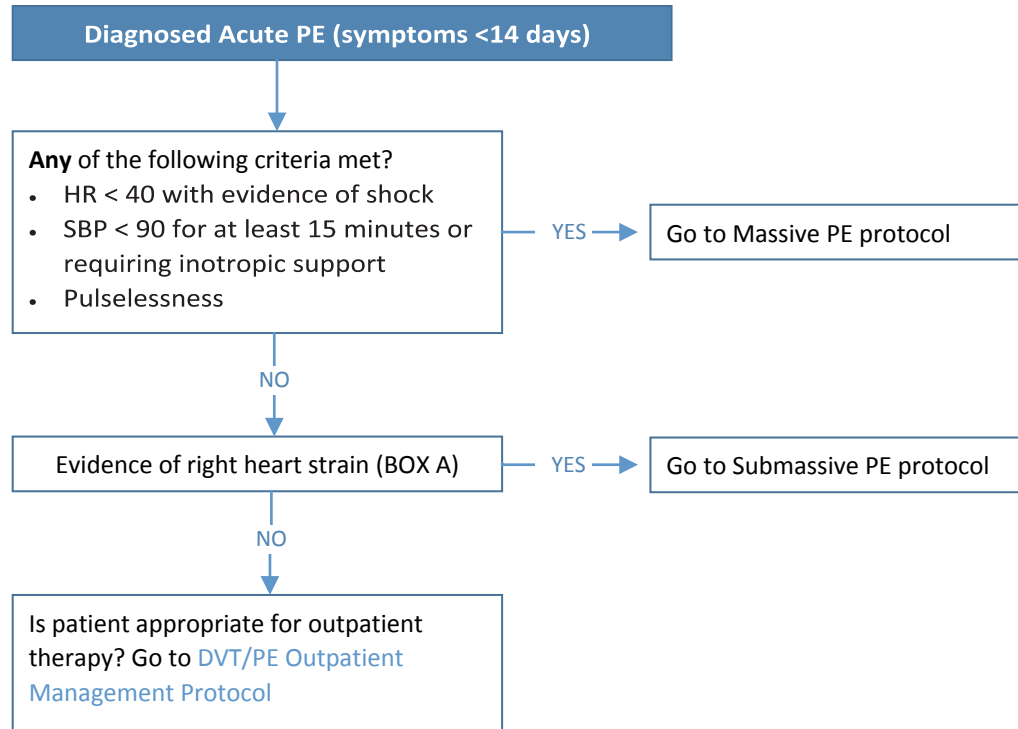 Diagnosed Acute PE (symptoms <14 days)
Any of the following criteria met?
• HR < 40 with evidence of shock
• SBP < 90 for at least 15 minutes or
requiring inotropic support
• Pulselessness
YES
Go to Massive PE protocol
NO
Evidence of right heart strain (BOX A)
YES
Go to Submassive PE protocol
NO
Is patient appropriate for outpatient
therapy? Go to DVT/PE Outpatient
Management Protocol